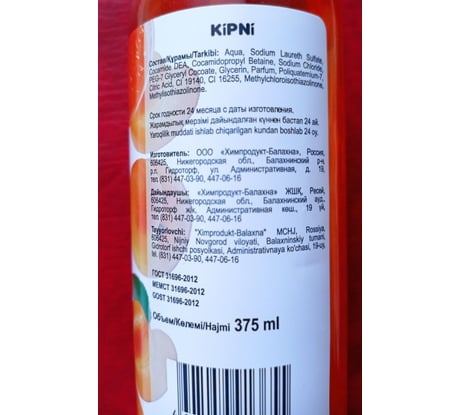 KiPNi
Состав/Құрамы/Tarkibi: Aqua, Sodium Laureth Sulfate,
Cocamide DEA, Cocamidopropyl Betaine, Sodium Chloride,
PEG-7 Glyceryl Cocoate, Glycerin, Parfum, Polyquaternium-7,
Citric Acid, CI 19140, CI 16255, Methylchloroisothiazolinone,
Methylisothiazolinone.
Срок годности 24 месяца с даты изготовления.
Жарамдылық мерзімі дайындалған күннен бастап 24 ай.
Yaroqlilik muddati ishlab chiqarilgan kundan boshlab 24 oy.
Изготовитель: ООО «Химпродукт-Балахна», Россия,
606425, Нижегородская обл., Балахнинский р-н,
р.п. Гидроторф, ул. Административная, д. 19,
тел. (831) 447-03-90, 447-06-16
Дайындаушы: «Химпродукт-Балахна» ЖШҚ, Ресей,
606425, Нижегородская обл., Балахнинский ауд.,
Гидроторф ж/к, Административная көш., 19 үй,
тел. (831) 447-03-90, 447-06-16
Tayyorlovchi: "Ximprodukt-Balaxna" MCHJ, Rossiya,
606425, Nijniy Novgorod viloyati, Balaxninskiy tumani,
Gidrotorf ishchi posyolkasi, Administrativnaya ko'chasi, 19-uy,
tel. (831) 447-03-90, 447-06-16
ГОСТ 31696-2012
МЕМСТ 31696-2012
GOST 31696-2012
Объем/Көлемі/Hajmi 375 ml